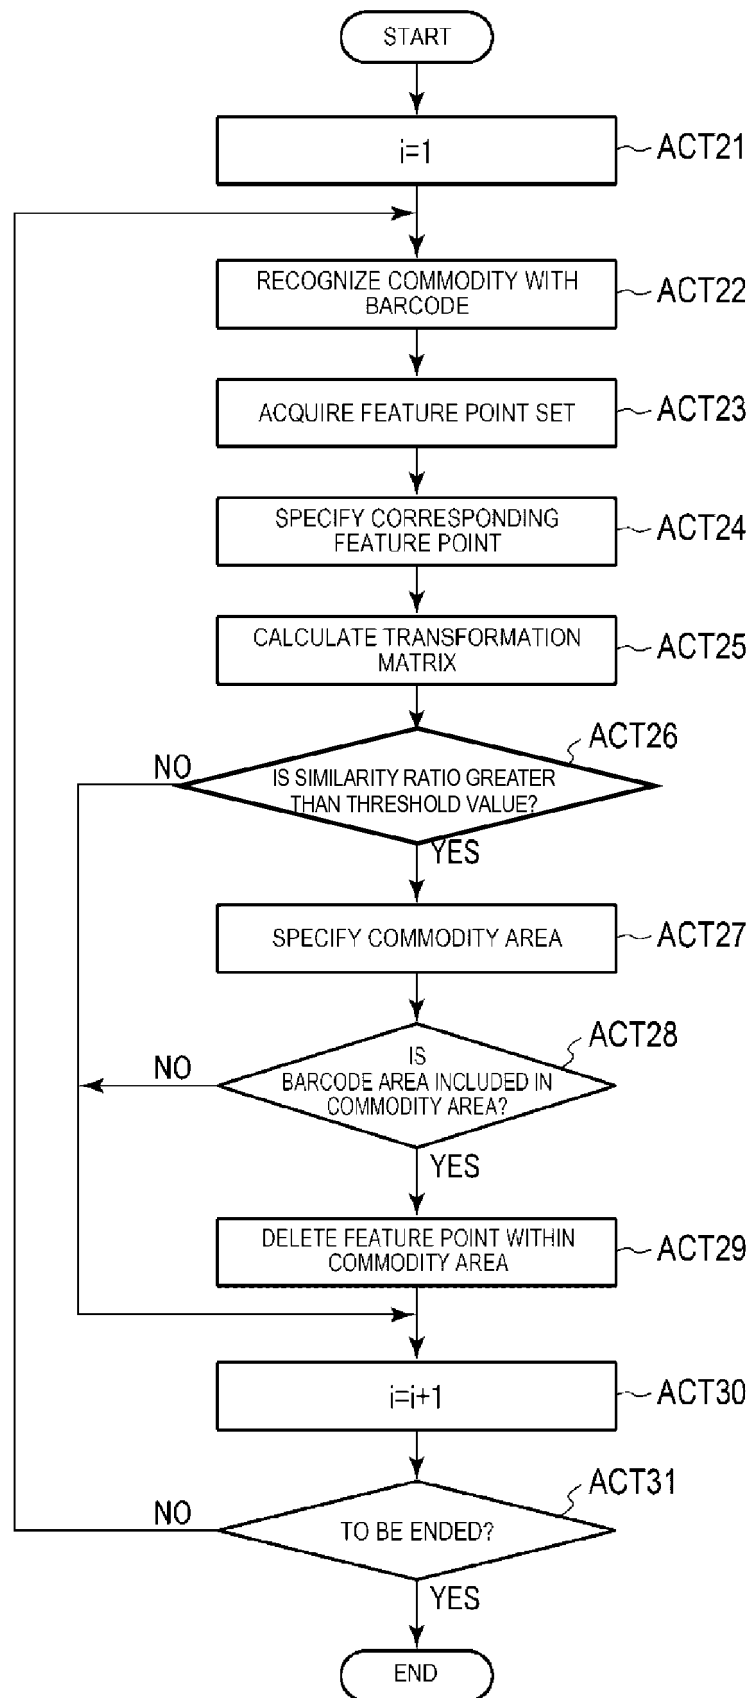 START
i=1
ACT21
RECOGNIZE COMMODITY WITH
BARCODE
ACT22
ACQUIRE FEATURE POINT SET
ACT23
SPECIFY CORRESPONDING
FEATURE POINT
ACT24
CALCULATE TRANSFORMATION
MATRIX
ACT25
ACT26
NO
IS SIMILARITY RATIO GREATER
THAN THRESHOLD VALUE?
YES
SPECIFY COMMODITY AREA
ACT27
ACT28
NO
IS
BARCODE AREA INCLUDED IN
COMMODITY AREA?
YES
DELETE FEATURE POINT WITHIN
COMMODITY AREA
ACT29
i=i+1
ACT30
ACT31
NO
TO BE ENDED?
YES
END